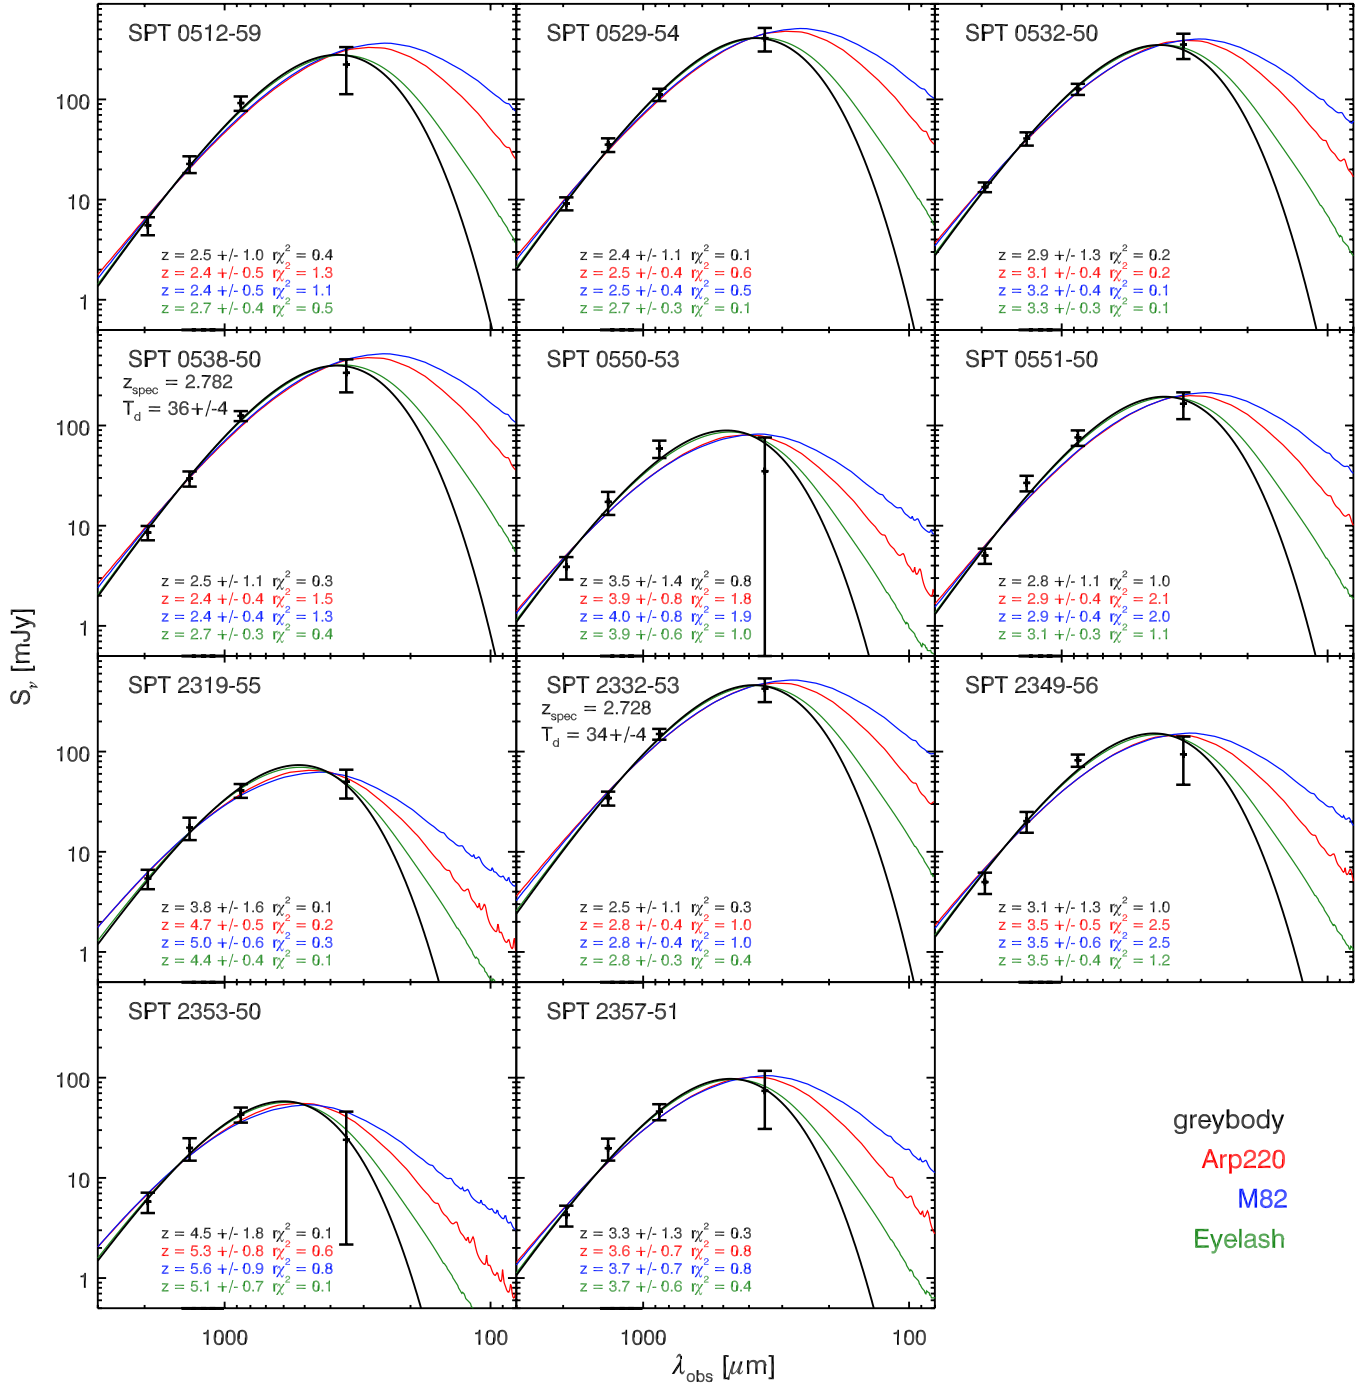 SPT 0512-59
z = 2.5 +/- 1.0 rχ² = 0.4
z = 2.4 +/- 0.5 rχ² = 1.3
z = 2.4 +/- 0.5 rχ² = 1.1
z = 2.7 +/- 0.4 rχ² = 0.5
SPT 0529-54
z = 2.4 +/- 1.1 rχ² = 0.1
z = 2.5 +/- 0.4 rχ² = 0.6
z = 2.5 +/- 0.4 rχ² = 0.5
z = 2.7 +/- 0.3 rχ² = 0.1
SPT 0532-50
z = 2.9 +/- 1.3 rχ² = 0.2
z = 3.1 +/- 0.4 rχ² = 0.2
z = 3.2 +/- 0.4 rχ² = 0.1
z = 3.3 +/- 0.3 rχ² = 0.1
100
10
1
SPT 0538-50
z_spec = 2.782
T_d = 36+/-4
z = 2.5 +/- 1.1 rχ² = 0.3
z = 2.4 +/- 0.4 rχ² = 1.5
z = 2.4 +/- 0.4 rχ² = 1.3
z = 2.7 +/- 0.3 rχ² = 0.4
SPT 0550-53
z = 3.5 +/- 1.4 rχ² = 0.8
z = 3.9 +/- 0.8 rχ² = 1.8
z = 4.0 +/- 0.8 rχ² = 1.9
z = 3.9 +/- 0.6 rχ² = 1.0
SPT 0551-50
z = 2.8 +/- 1.1 rχ² = 1.0
z = 2.9 +/- 0.4 rχ² = 2.1
z = 2.9 +/- 0.4 rχ² = 2.0
z = 3.1 +/- 0.3 rχ² = 1.1
100
10
1
S_ν [mJy]
SPT 2319-55
z = 3.8 +/- 1.6 rχ² = 0.1
z = 4.7 +/- 0.5 rχ² = 0.2
z = 5.0 +/- 0.6 rχ² = 0.3
z = 4.4 +/- 0.4 rχ² = 0.1
SPT 2332-53
z_spec = 2.728
T_d = 34+/-4
z = 2.5 +/- 1.1 rχ² = 0.3
z = 2.8 +/- 0.4 rχ² = 1.0
z = 2.8 +/- 0.4 rχ² = 1.0
z = 2.8 +/- 0.3 rχ² = 0.4
SPT 2349-56
z = 3.1 +/- 1.3 rχ² = 1.0
z = 3.5 +/- 0.5 rχ² = 2.5
z = 3.5 +/- 0.6 rχ² = 2.5
z = 3.5 +/- 0.4 rχ² = 1.2
100
10
1
SPT 2353-50
z = 4.5 +/- 1.8 rχ² = 0.1
z = 5.3 +/- 0.8 rχ² = 0.6
z = 5.6 +/- 0.9 rχ² = 0.8
z = 5.1 +/- 0.7 rχ² = 0.1
SPT 2357-51
z = 3.3 +/- 1.3 rχ² = 0.3
z = 3.6 +/- 0.7 rχ² = 0.8
z = 3.7 +/- 0.7 rχ² = 0.8
z = 3.7 +/- 0.6 rχ² = 0.4
100
10
1
greybody
Arp220
M82
Eyelash
1000 100 1000 100
λ_obs [μm]